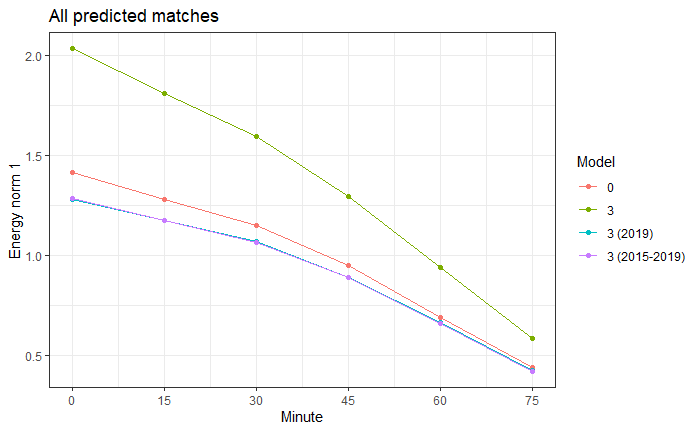 All predicted matches
2.0
1.5
1.0
0.5
Energy norm 1
0 15 30 45 60 75
Minute
Model
0
3
3 (2019)
3 (2015-2019)